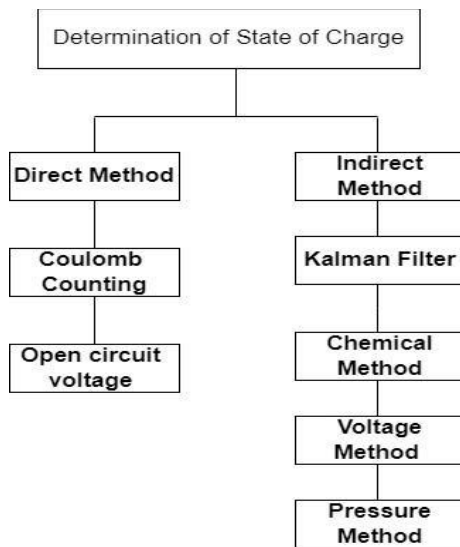 Determination of State of Charge
Direct Method
Coulomb
Counting
Open circuit
voltage
Indirect
Method
Kalman Filter
Chemical
Method
Voltage
Method
Pressure
Method